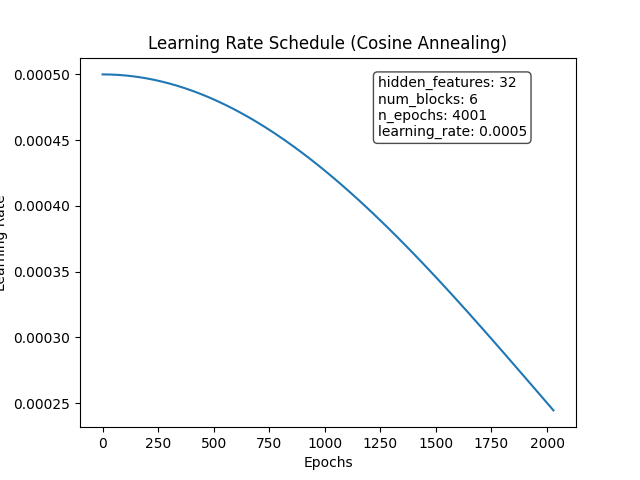 Learning Rate Schedule (Cosine Annealing)
hidden_features: 32
num_blocks: 6
n_epochs: 4001
learning_rate: 0.0005
0.00050
0.00045
0.00040
0.00035
0.00030
0.00025
Learning Rate
0 250 500 750 1000 1250 1500 1750 2000
Epochs